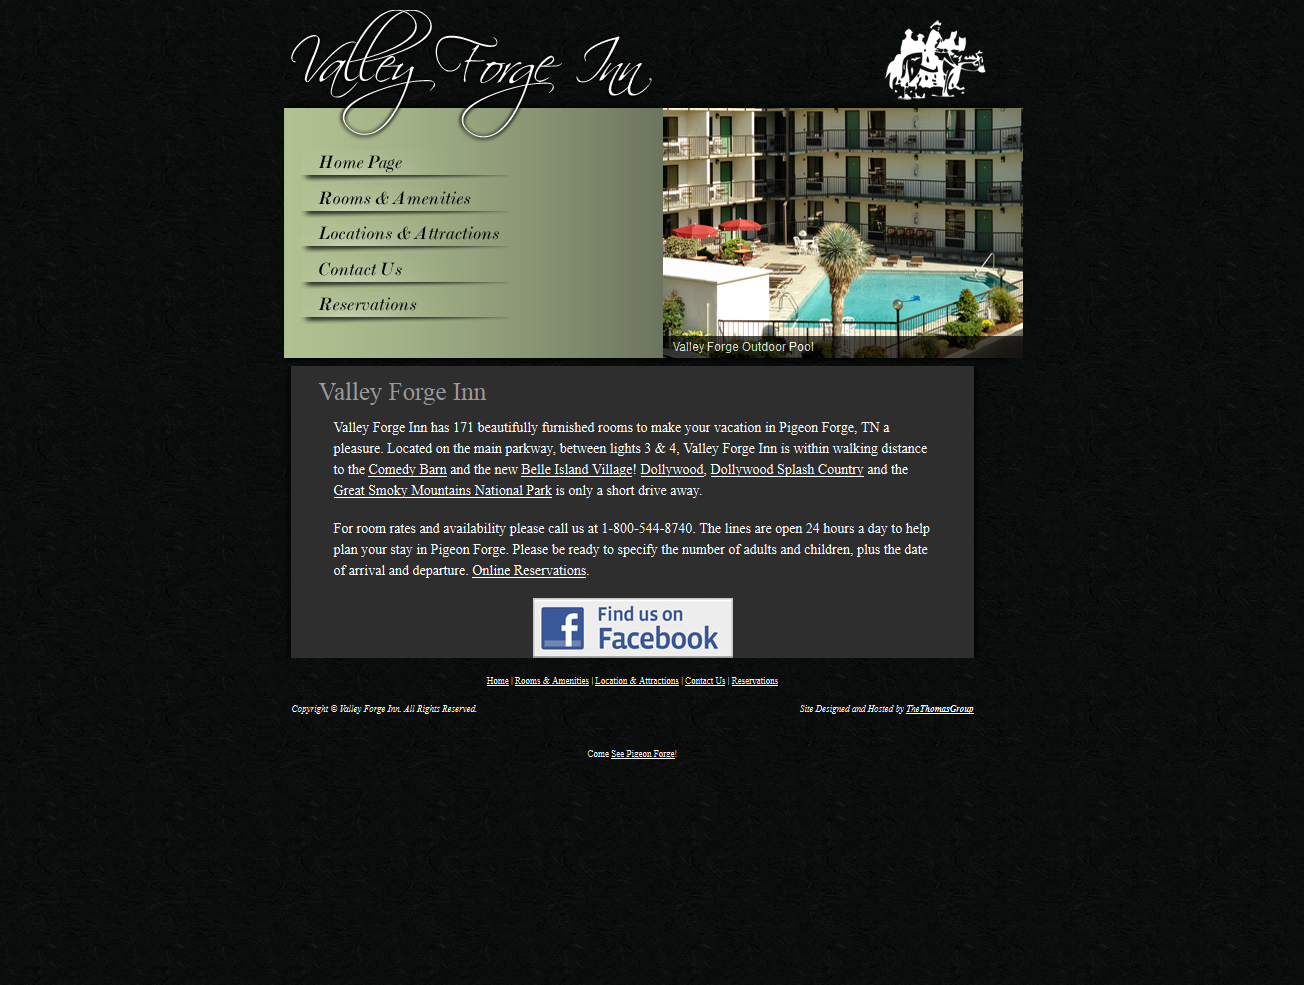 Valley Forge Inn
Home Page
Rooms & Amenities
Locations & Attractions
Contact Us
Reservations
Valley Forge Outdoor Pool
Valley Forge Inn
Valley Forge Inn has 171 beautifully furnished rooms to make your vacation in Pigeon Forge, TN a
pleasure. Located on the main parkway, between lights 3 & 4, Valley Forge Inn is within walking distance
to the Comedy Barn and the new Belle Island Village! Dollywood, Dollywood Splash Country and the
Great Smoky Mountains National Park is only a short drive away.
For room rates and availability please call us at 1-800-544-8740. The lines are open 24 hours a day to help
plan your stay in Pigeon Forge. Please be ready to specify the number of adults and children, plus the date
of arrival and departure. Online Reservations.
f Find us on
Facebook
Home | Rooms & Amenities | Location & Attractions | Contact Us | Reservations
Copyright © Valley Forge Inn. All Rights Reserved. Site Designed and Hosted by TheThomasGroup
Come See Pigeon Forge!